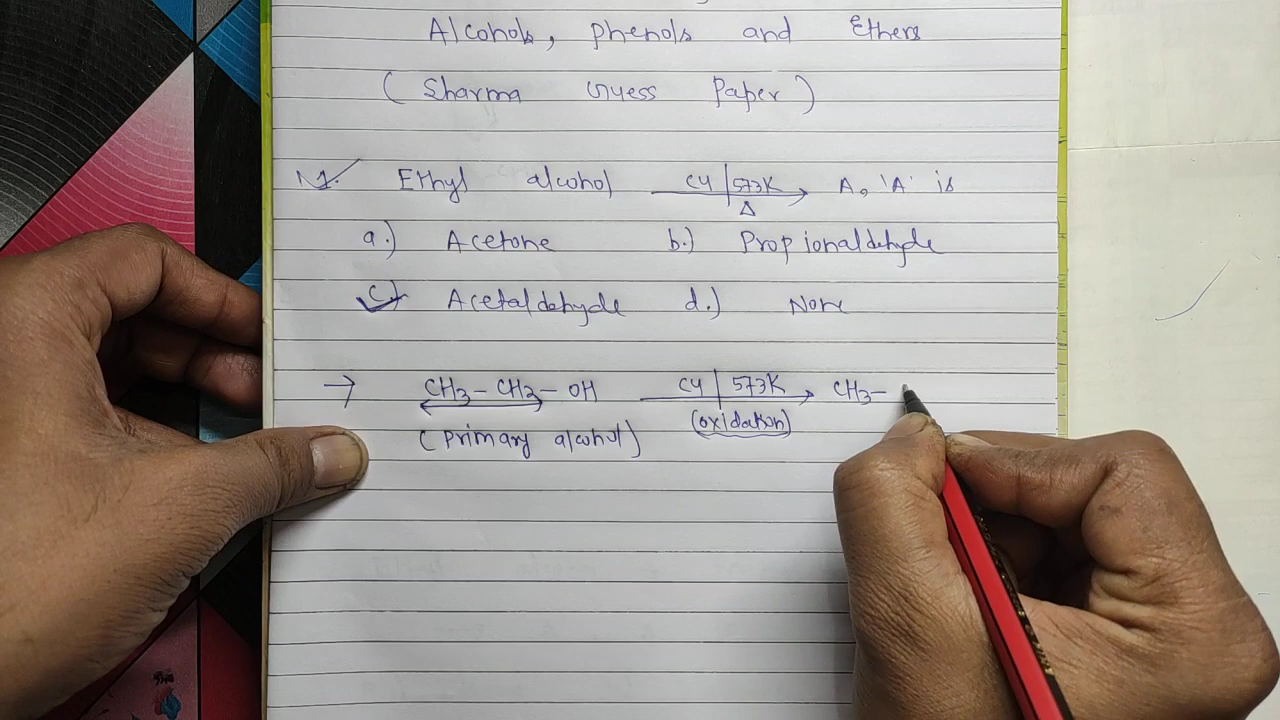 Alcohols, phenols and Ethers
(Sharma Guess Paper)
N1. Ethyl alcohol Cu | 573K → A, 'A' is
Δ
a.) Acetone b.) Propionaldehyde
c.) Acetaldehyde d.) None
→ CH3 - CH2 - OH Cu | 573K → CH3 -
(Primary alcohol) (oxidation)